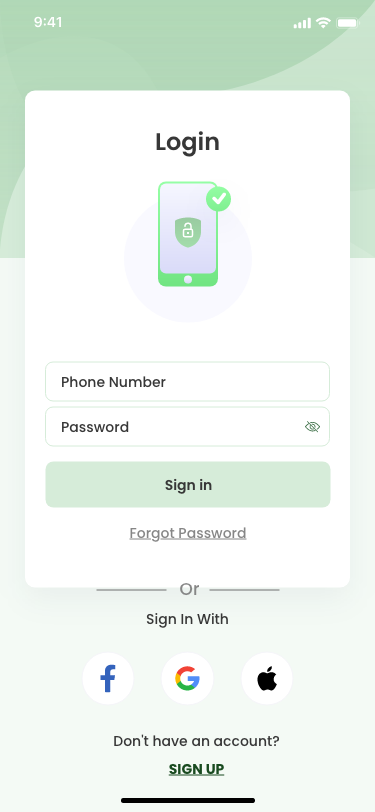 9:41
Login
Phone Number
Password
Sign in
Forgot Password
Or
Sign In With
Don't have an account?
SIGN UP